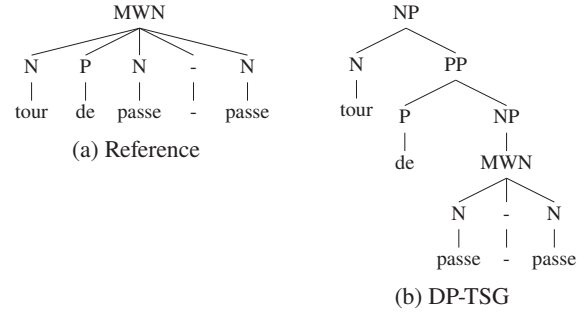 MWN
N P N - N
tour de passe - passe
(a) Reference
NP
N PP
tour P NP
de MWN
N - N
passe - passe
(b) DP-TSG